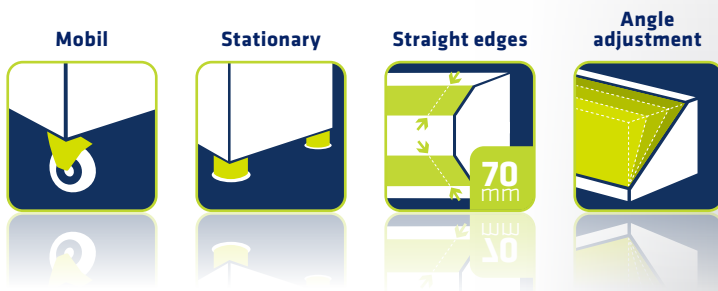 Mobil
Stationary
Straight edges
Angle
adjustment
70
mm